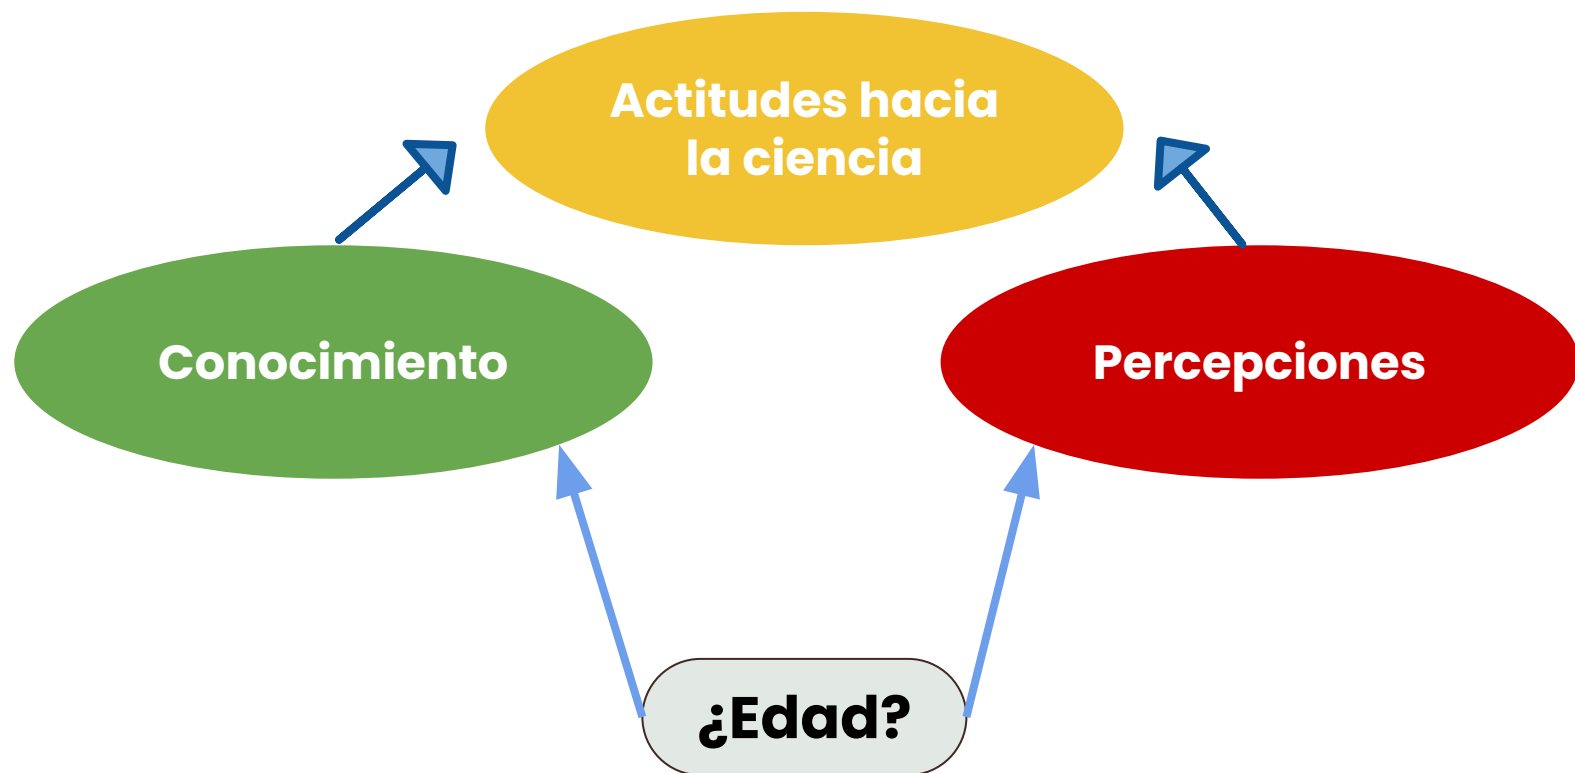 Actitudes hacia
la ciencia
Conocimiento
Percepciones
¿Edad?